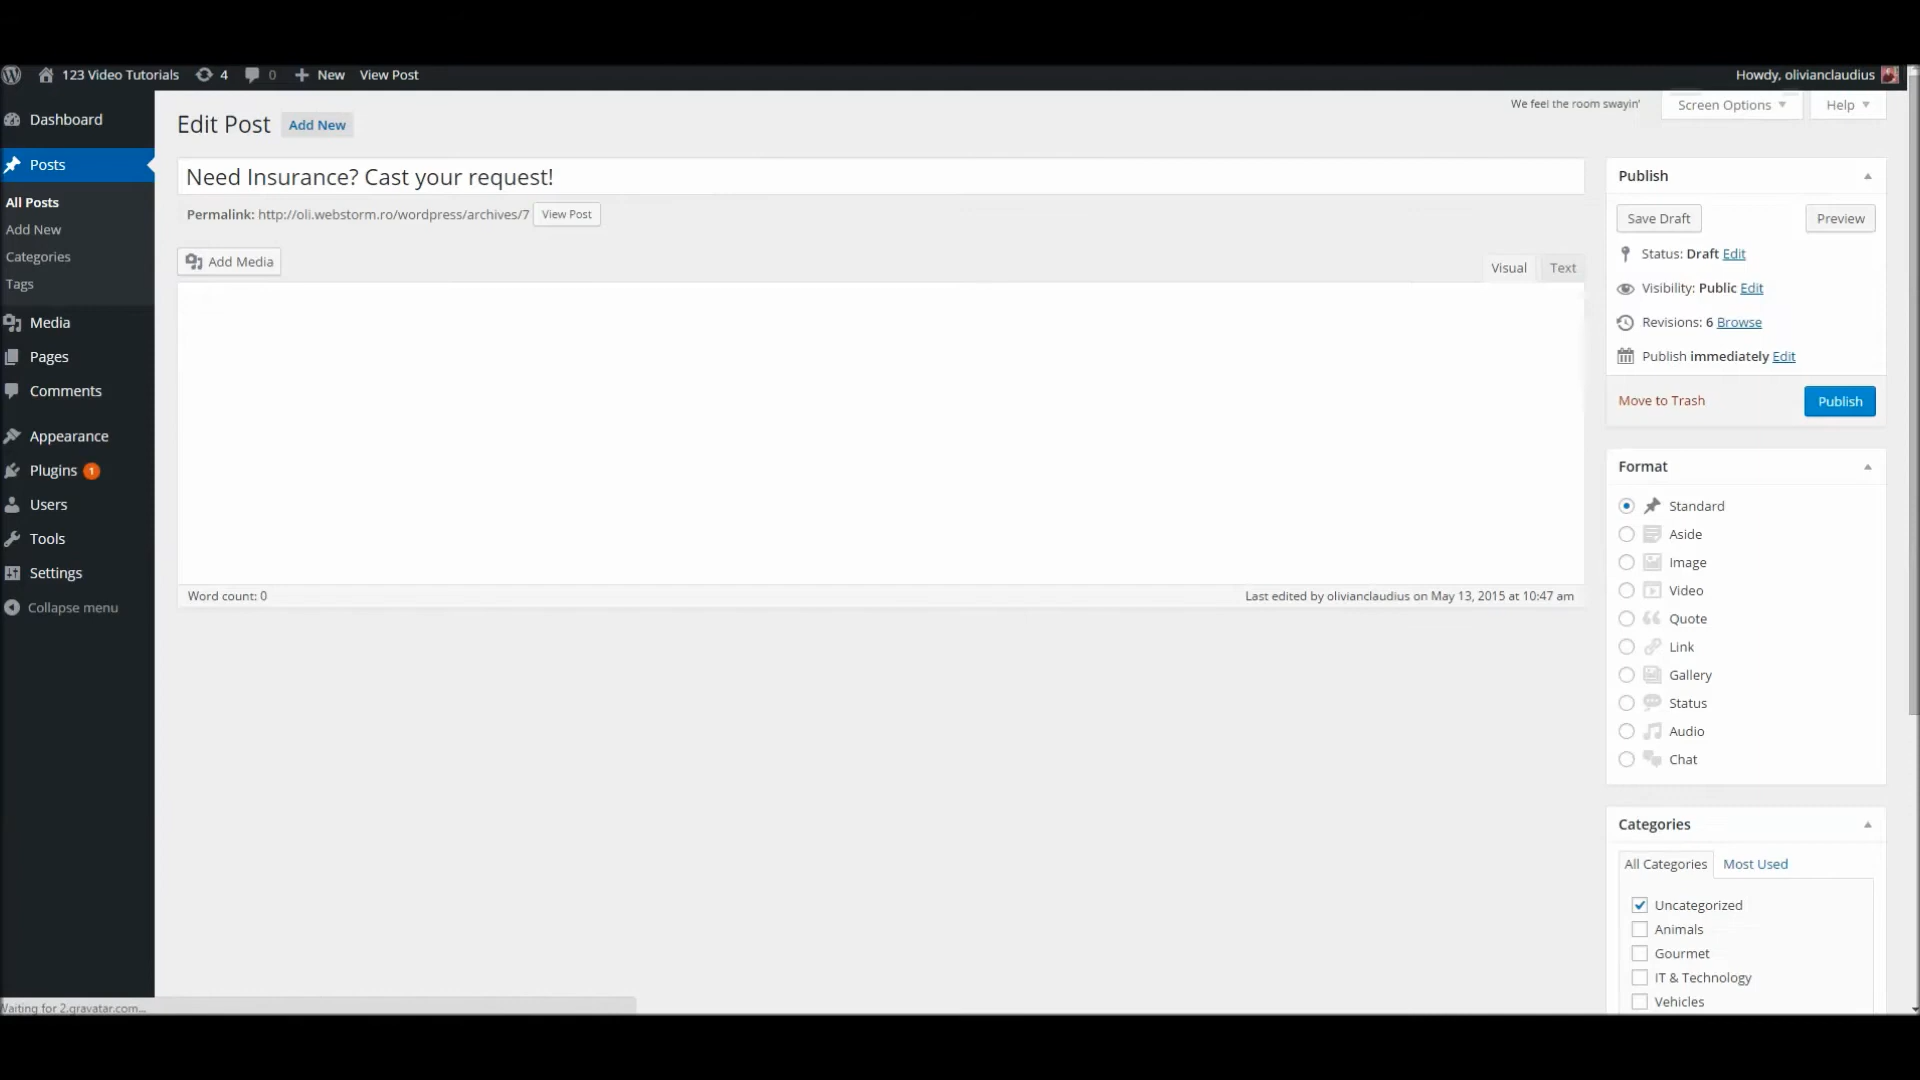 123 Video Tutorials 4 0 New View Post Howdy, olivianclaudius
Dashboard
Posts
All Posts
Add New
Categories
Tags
Media
Pages
Comments
Appearance
Plugins 1
Users
Tools
Settings
Collapse menu
We feel the room swayin'
Screen Options
Help
Edit Post Add New
Need Insurance? Cast your request!
Permalink: http://oli.webstorm.ro/wordpress/archives/7 View Post
Add Media
Visual Text
Word count: 0
Last edited by olivianclaudius on May 13, 2015 at 10:47 am
Publish
Save Draft Preview
Status: Draft Edit
Visibility: Public Edit
Revisions: 6 Browse
Publish immediately Edit
Move to Trash Publish
Format
Standard
Aside
Image
Video
Quote
Link
Gallery
Status
Audio
Chat
Categories
All Categories Most Used
Uncategorized
Animals
Gourmet
IT & Technology
Vehicles
Waiting for 2.gravatar.com...